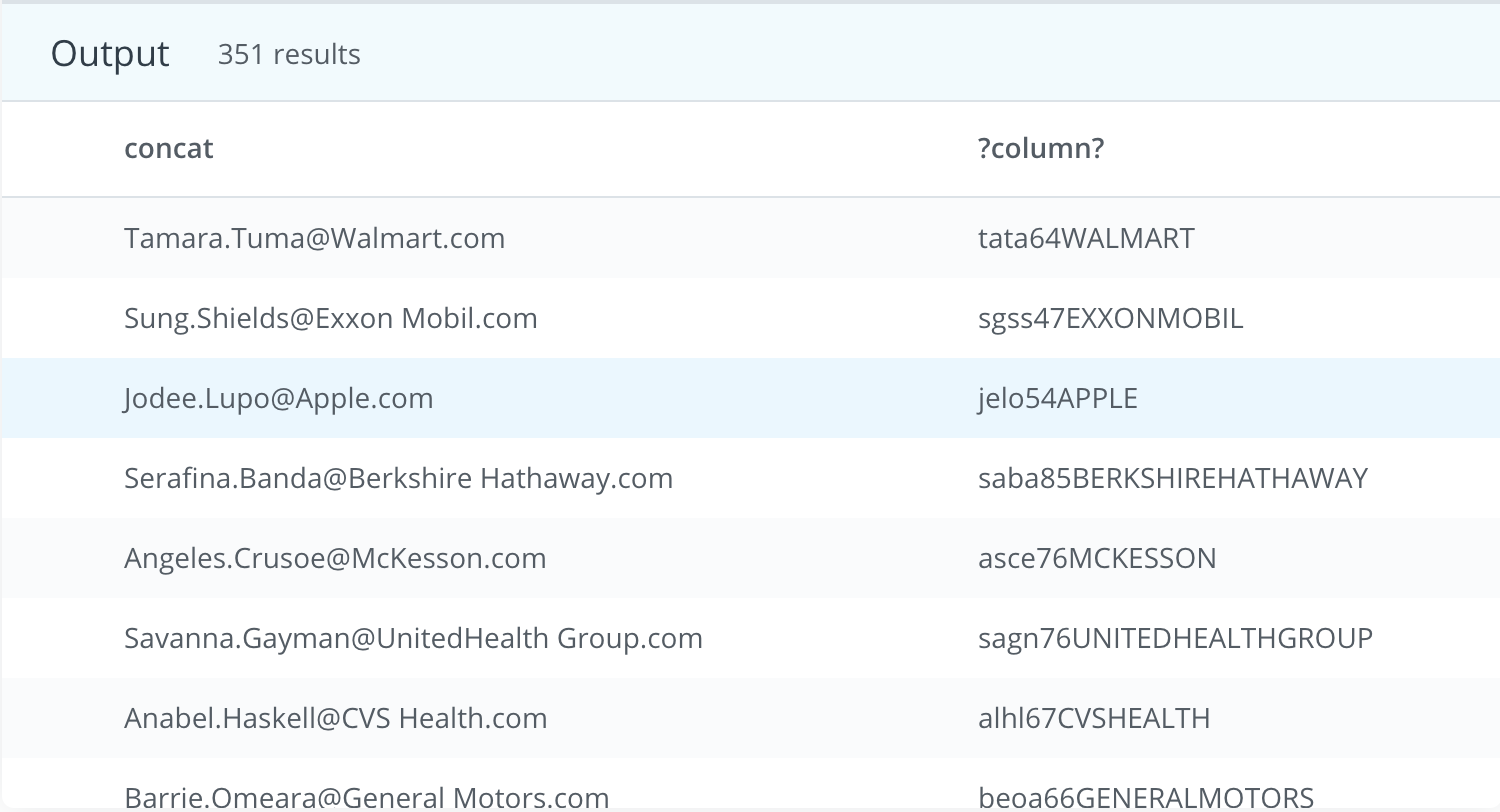 Output 351 results
concat ?column?
Tamara.Tuma@Walmart.com tata64WALMART
Sung.Shields@Exxon Mobil.com sgss47EXXONMOBIL
Jodee.Lupo@Apple.com jelo54APPLE
Serafina.Banda@Berkshire Hathaway.com saba85BERKSHIREHATHAWAY
Angeles.Crusoe@McKesson.com asce76MCKESSON
Savanna.Gayman@UnitedHealth Group.com sagn76UNITEDHEALTHGROUP
Anabel.Haskell@CVS Health.com alhl67CVSHEALTH
Barrie.Omeara@General Motors.com beoa66GENERALMOTORS